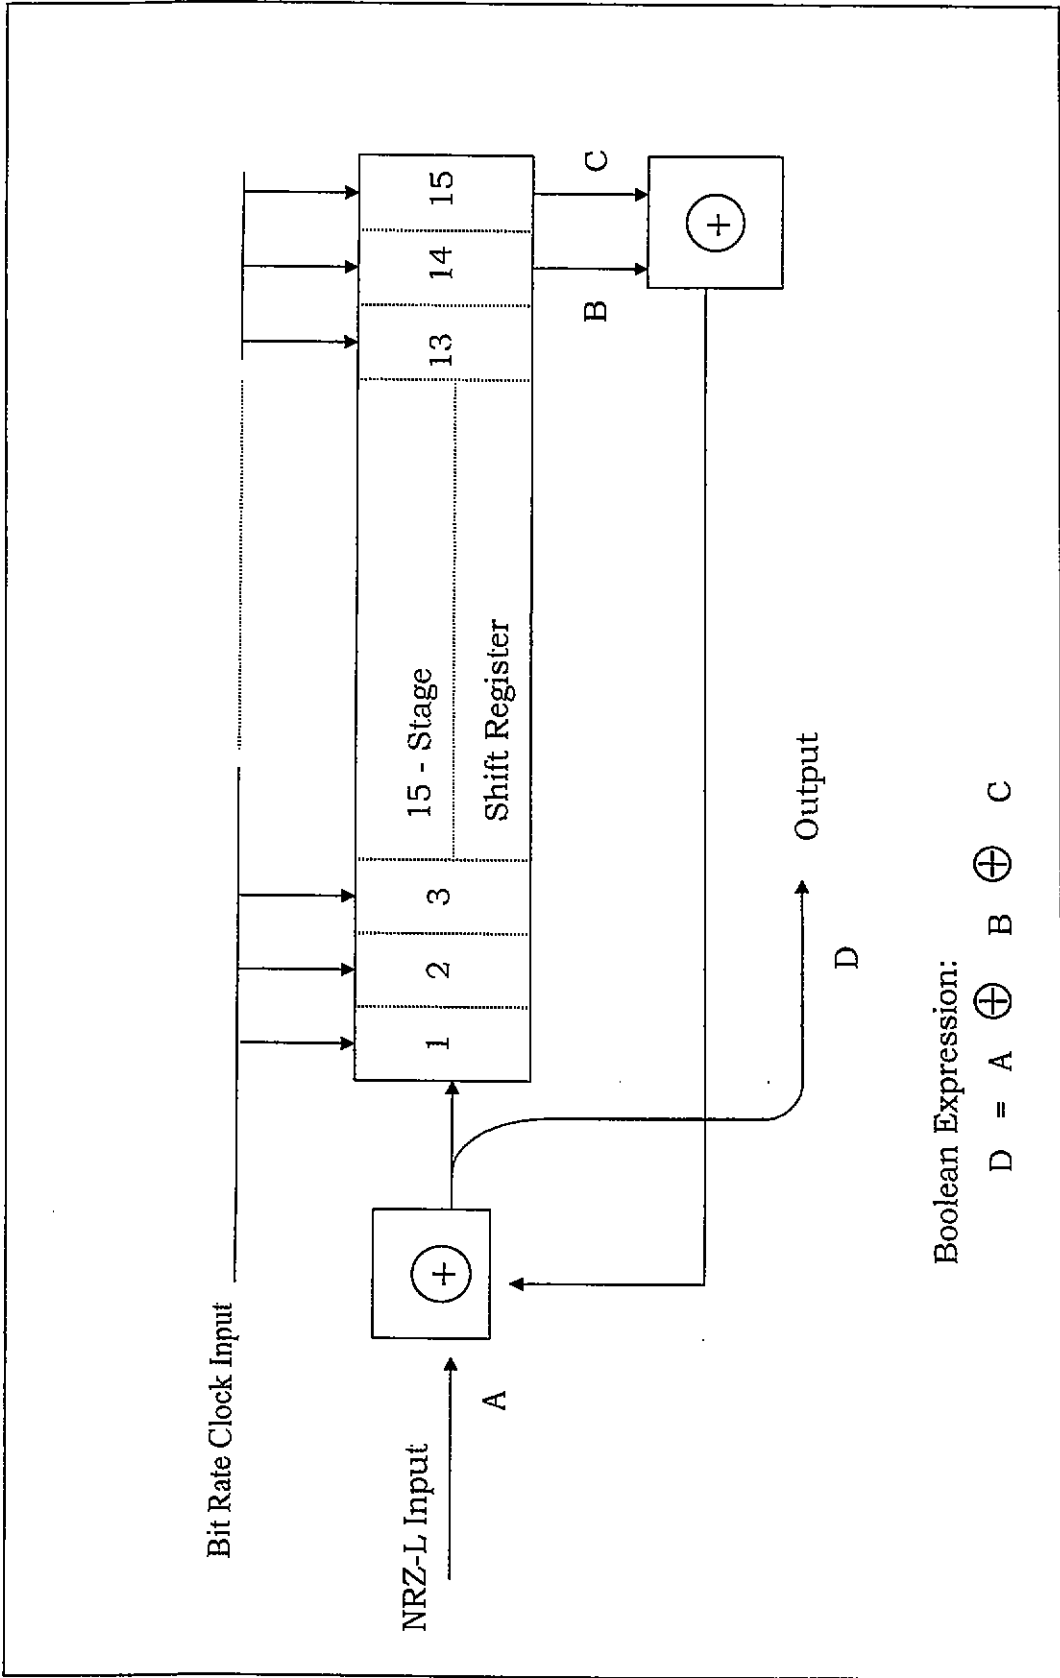 Bit Rate Clock Input
NRZ-L Input
A
1
2
3
15 - Stage
Shift Register
13
14
15
B
C
D
Output
Boolean Expression:
D = A ⊕ B ⊕ C